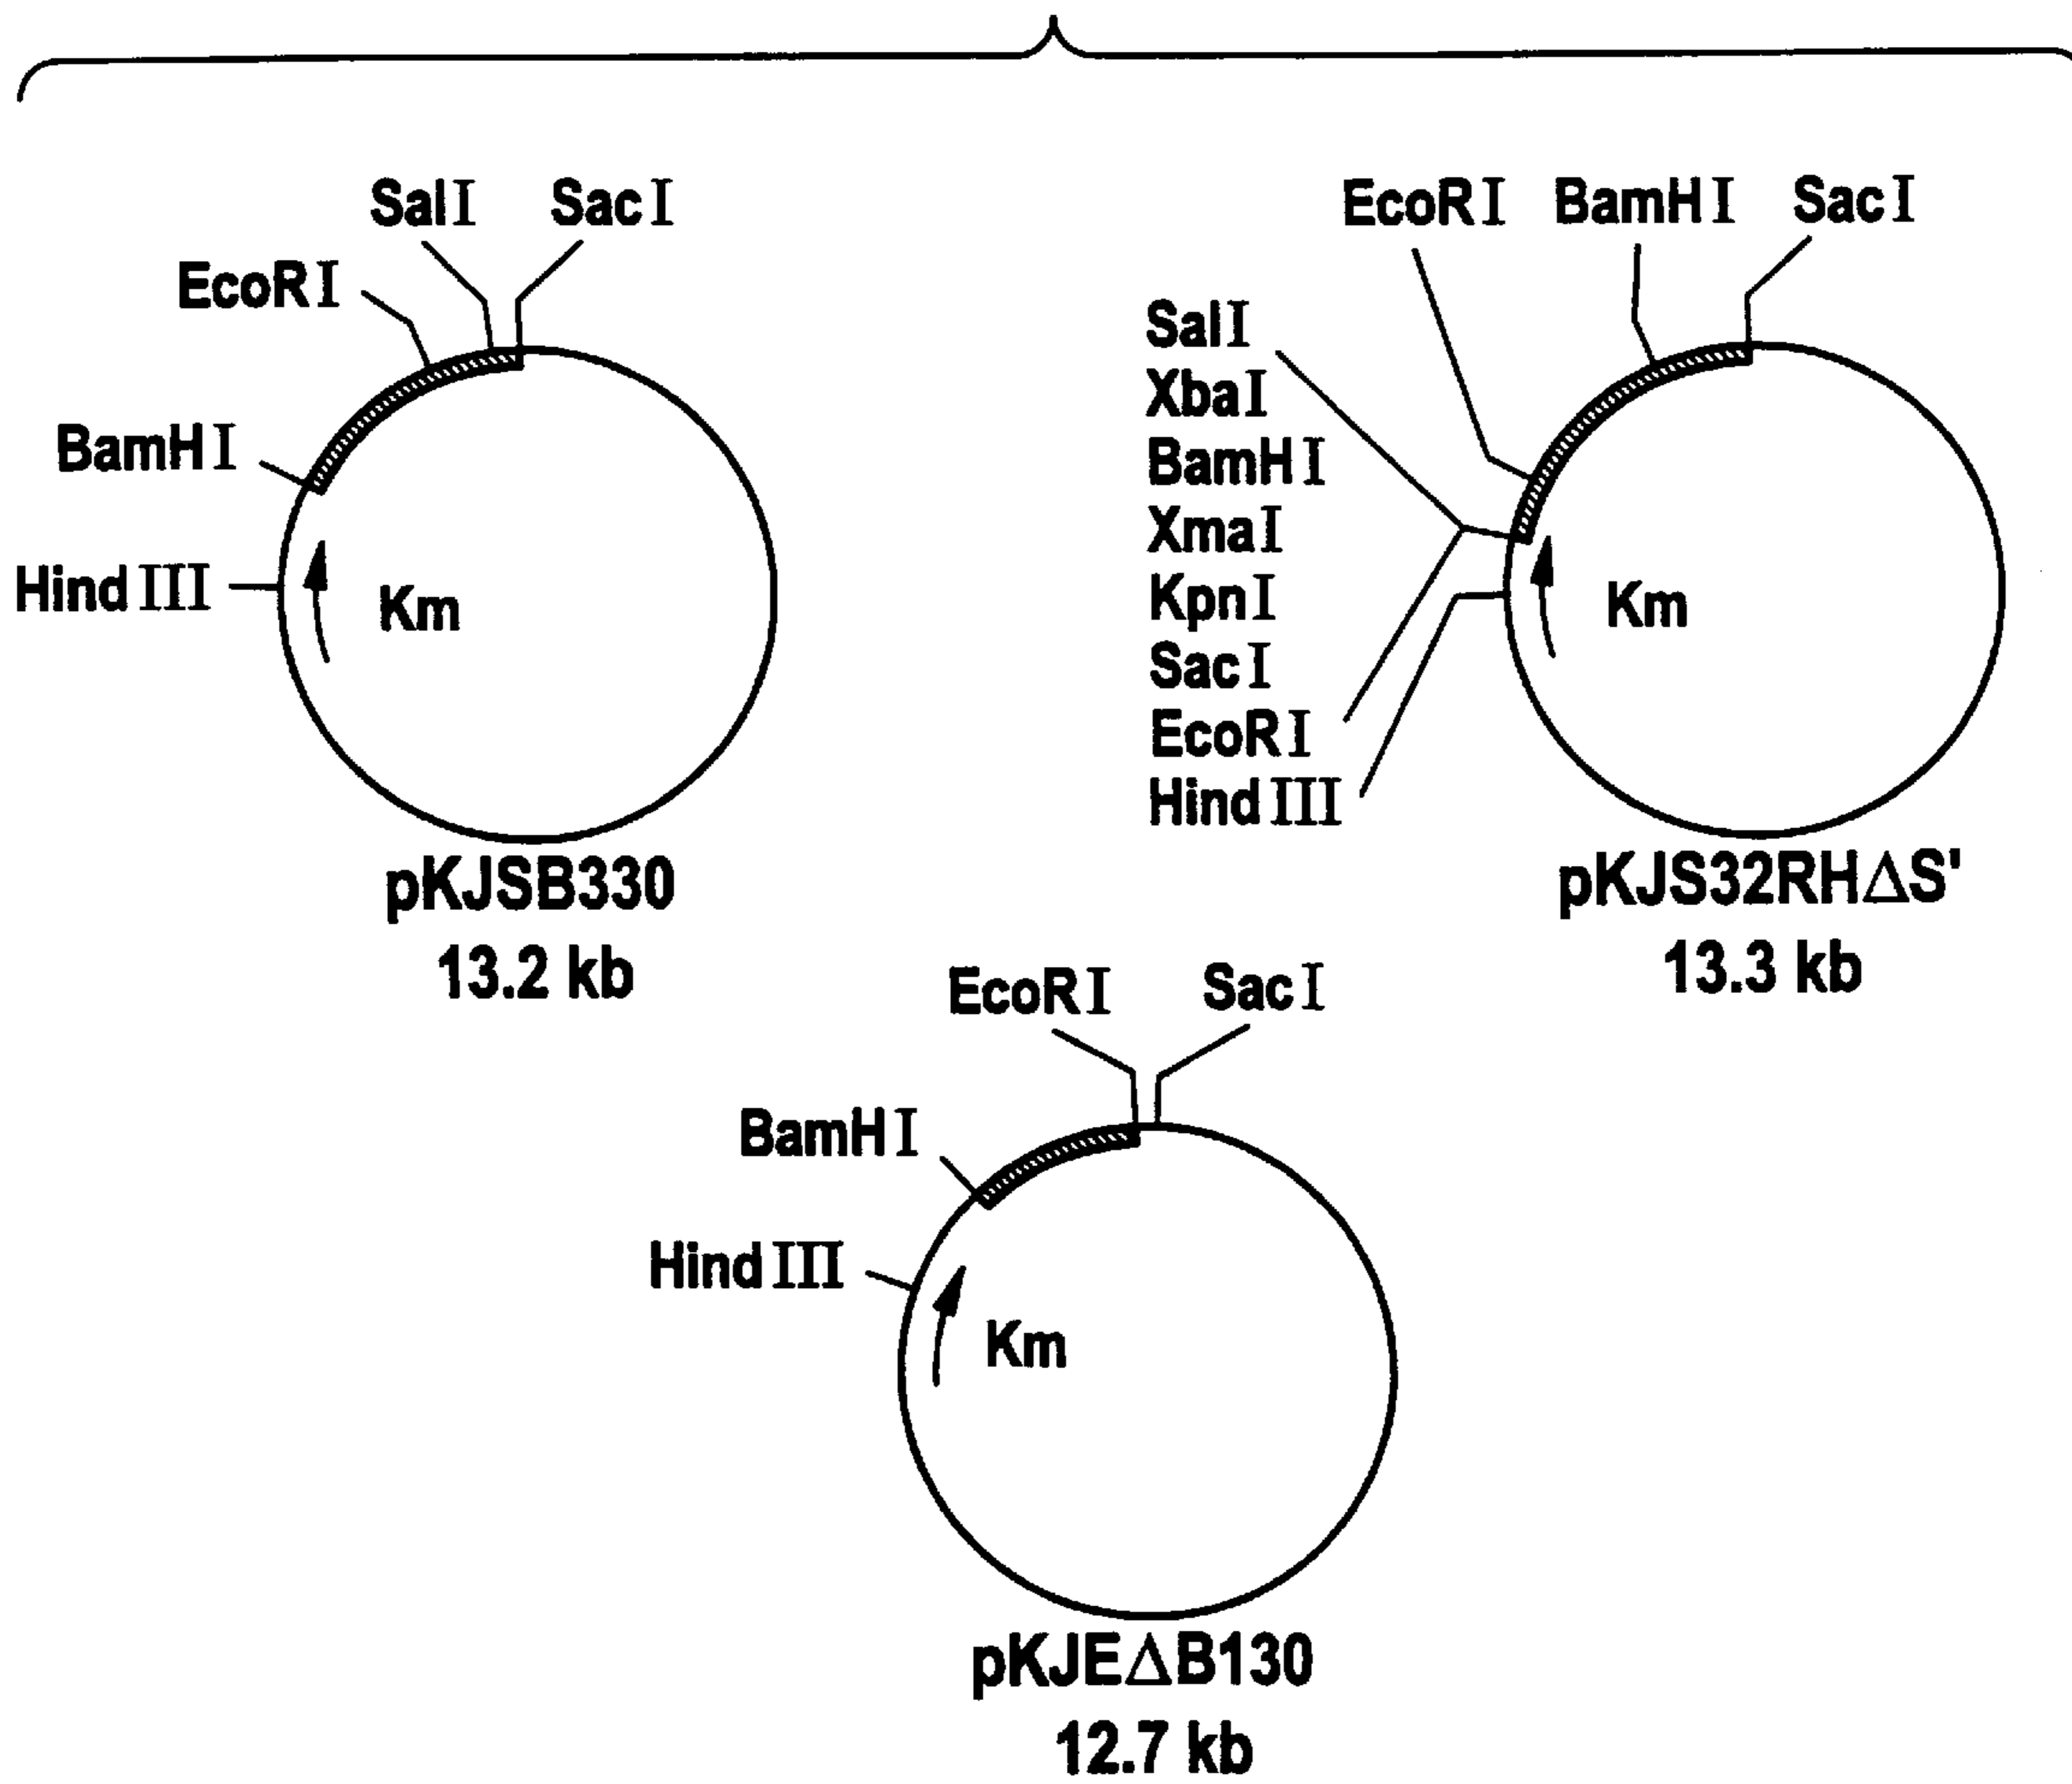 SalI
SacI
EcoRI
BamHI
HindIII
Km
pKJSB330
13.2 kb
EcoRI
BamHI
SacI
SalI
XbaI
BamHI
XmaI
KpnI
SacI
EcoRI
HindIII
Km
pKJS32RHΔS'
13.3 kb
EcoRI
SacI
BamHI
HindIII
Km
pKJEΔB130
12.7 kb